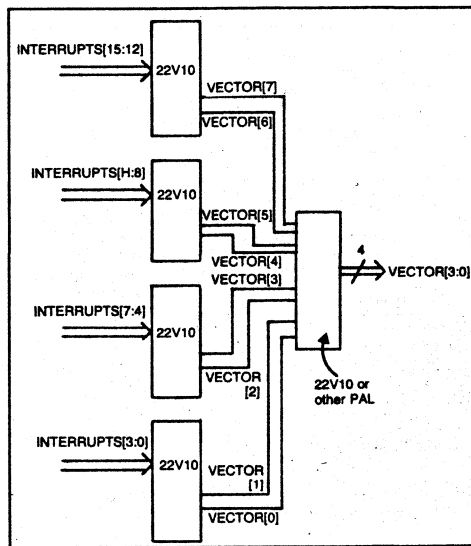 INTERRUPTS[15:12]
22V10
VECTOR[7]
VECTOR[6]
INTERRUPTS[H:8]
22V10
VECTOR[5]
VECTOR[4]
VECTOR[3]
4
VECTOR[3:0]
INTERRUPTS[7:4]
22V10
VECTOR
[2]
22V10 or
other PAL
INTERRUPTS[3:0]
22V10
VECTOR
[1]
VECTOR[0]